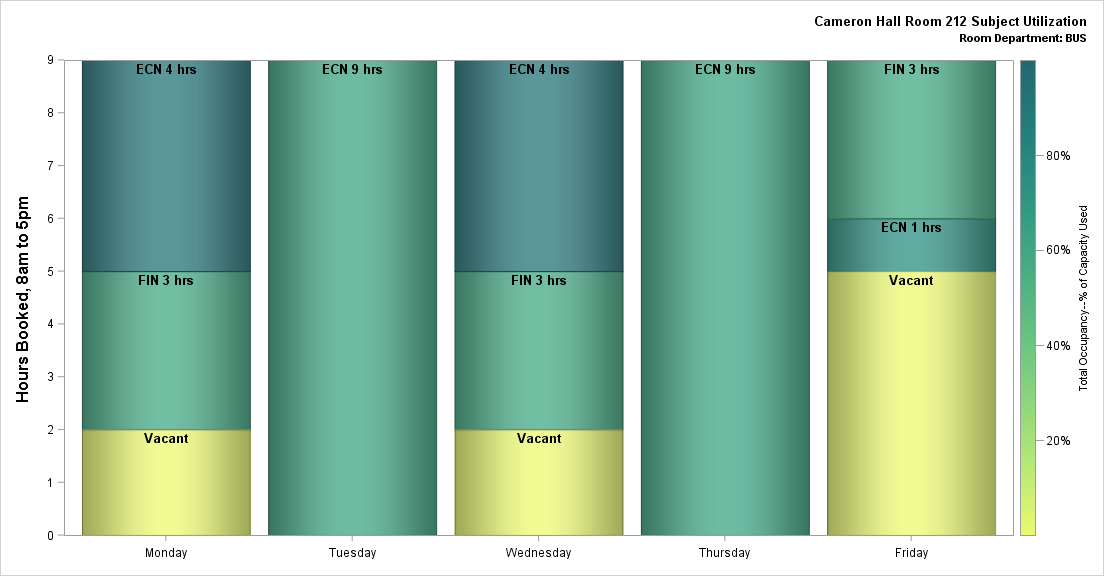 Cameron Hall Room 212 Subject Utilization
Room Department: BUS
Hours Booked, 8am to 5pm
9
8
7
6
5
4
3
2
1
0
ECN 4 hrs
FIN 3 hrs
Vacant
ECN 9 hrs
ECN 4 hrs
FIN 3 hrs
Vacant
ECN 9 hrs
FIN 3 hrs
ECN 1 hrs
Vacant
Monday
Tuesday
Wednesday
Thursday
Friday
80%
60%
40%
20%
Total Occupancy--% of Capacity Used